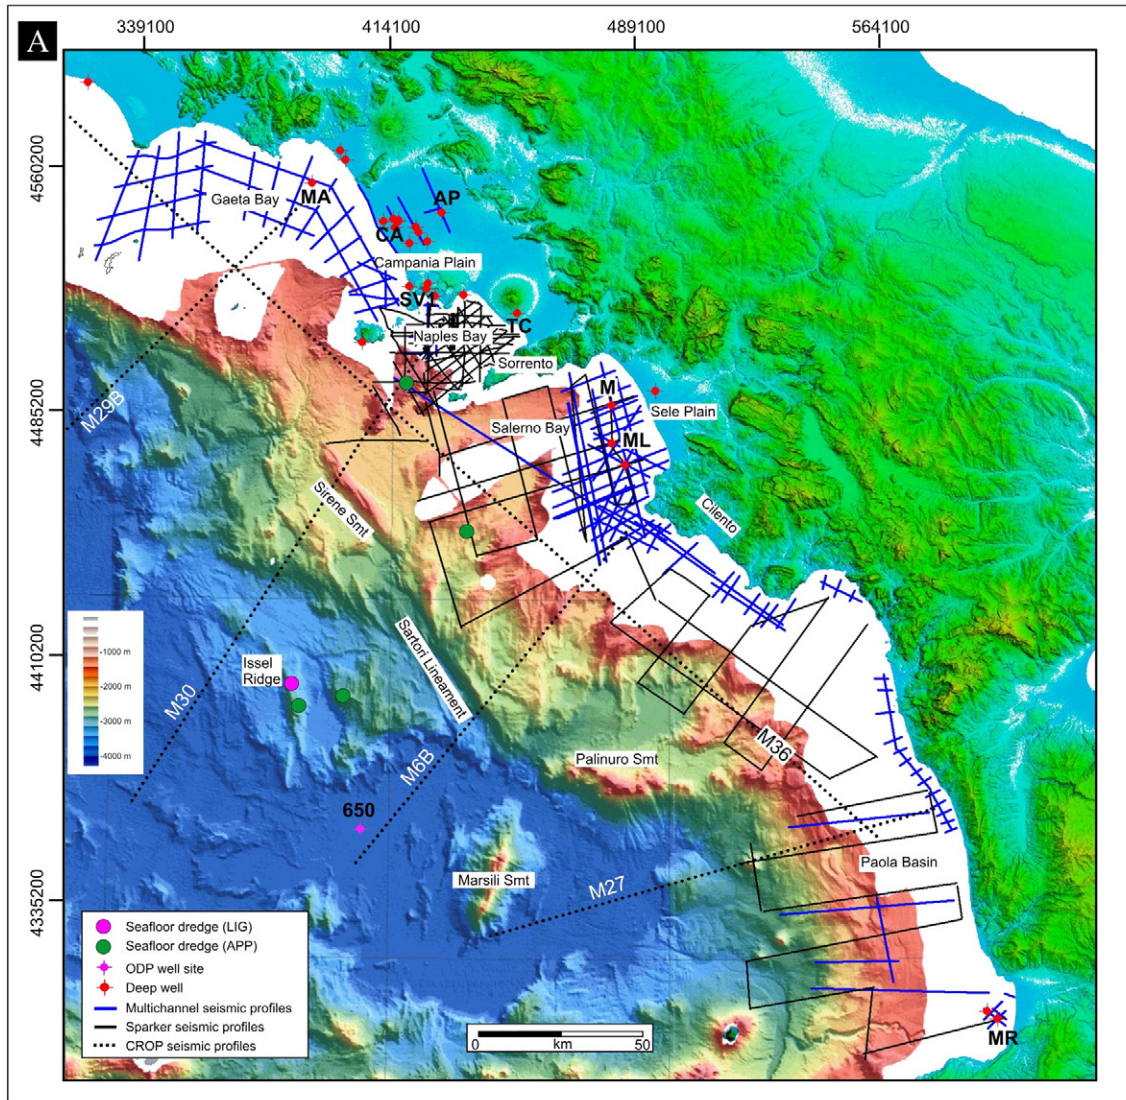 A
339100 414100 489100 564100
4560200
4485200
4410200
4335200
Gaeta Bay
MA
AP
CA
Campania Plain
SV1
TC
Naples Bay
Sorrento
M29B
Salerno Bay
M
Sele Plain
ML
Sirene Smt
Cilento
-1000 m
-2000 m
-3000 m
-4000 m
Issel
Ridge
Sartori Lineament
M30
M6B
M36
Palinuro Smt
650
Marsili Smt
M27
Paola Basin
Seafloor dredge (LIG)
Seafloor dredge (APP)
ODP well site
Deep well
Multichannel seismic profiles
Sparker seismic profiles
CROP seismic profiles
0 km 50
MR